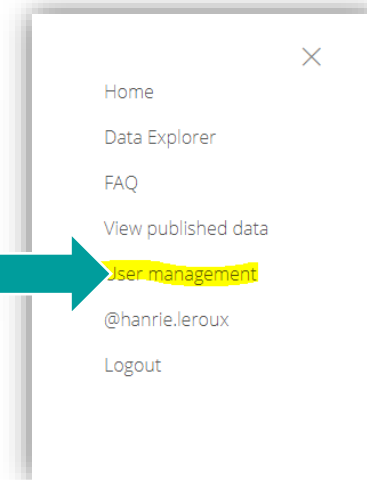 Home
Data Explorer
FAQ
View published data
User management
@hanrie.leroux
Logout